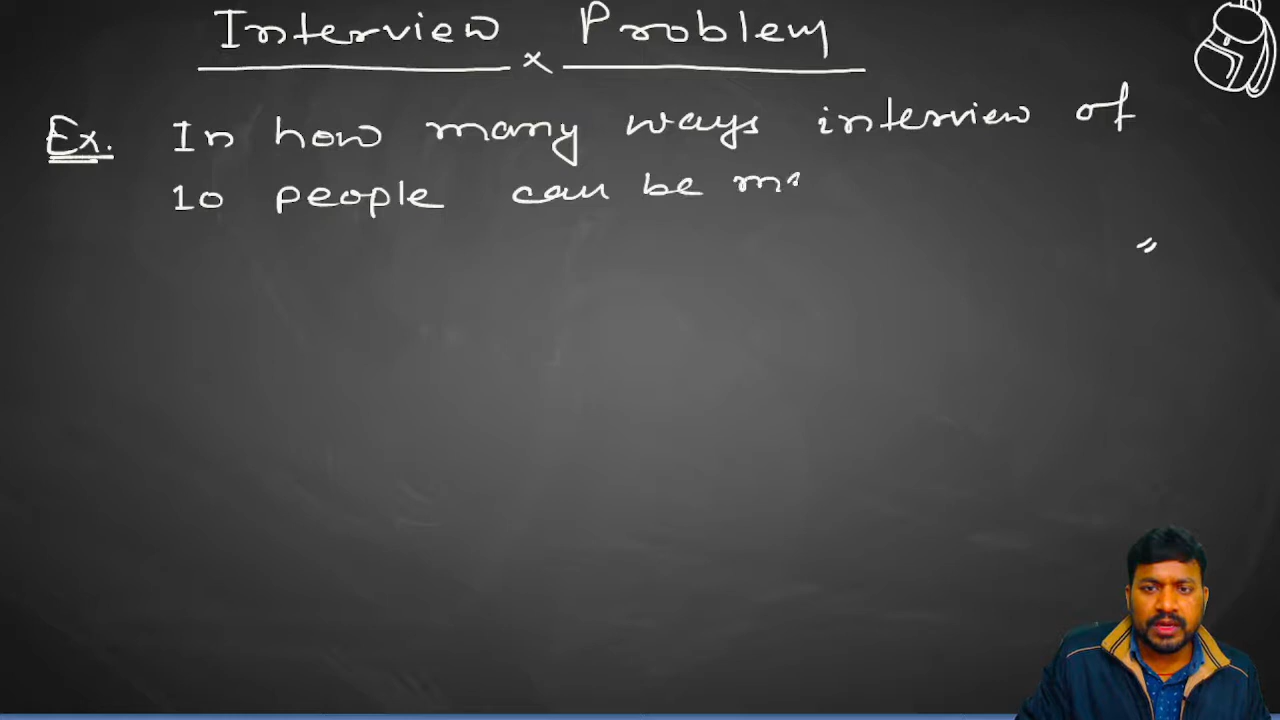 Interview Problem
Ex. In how many ways interview of
10 people can be